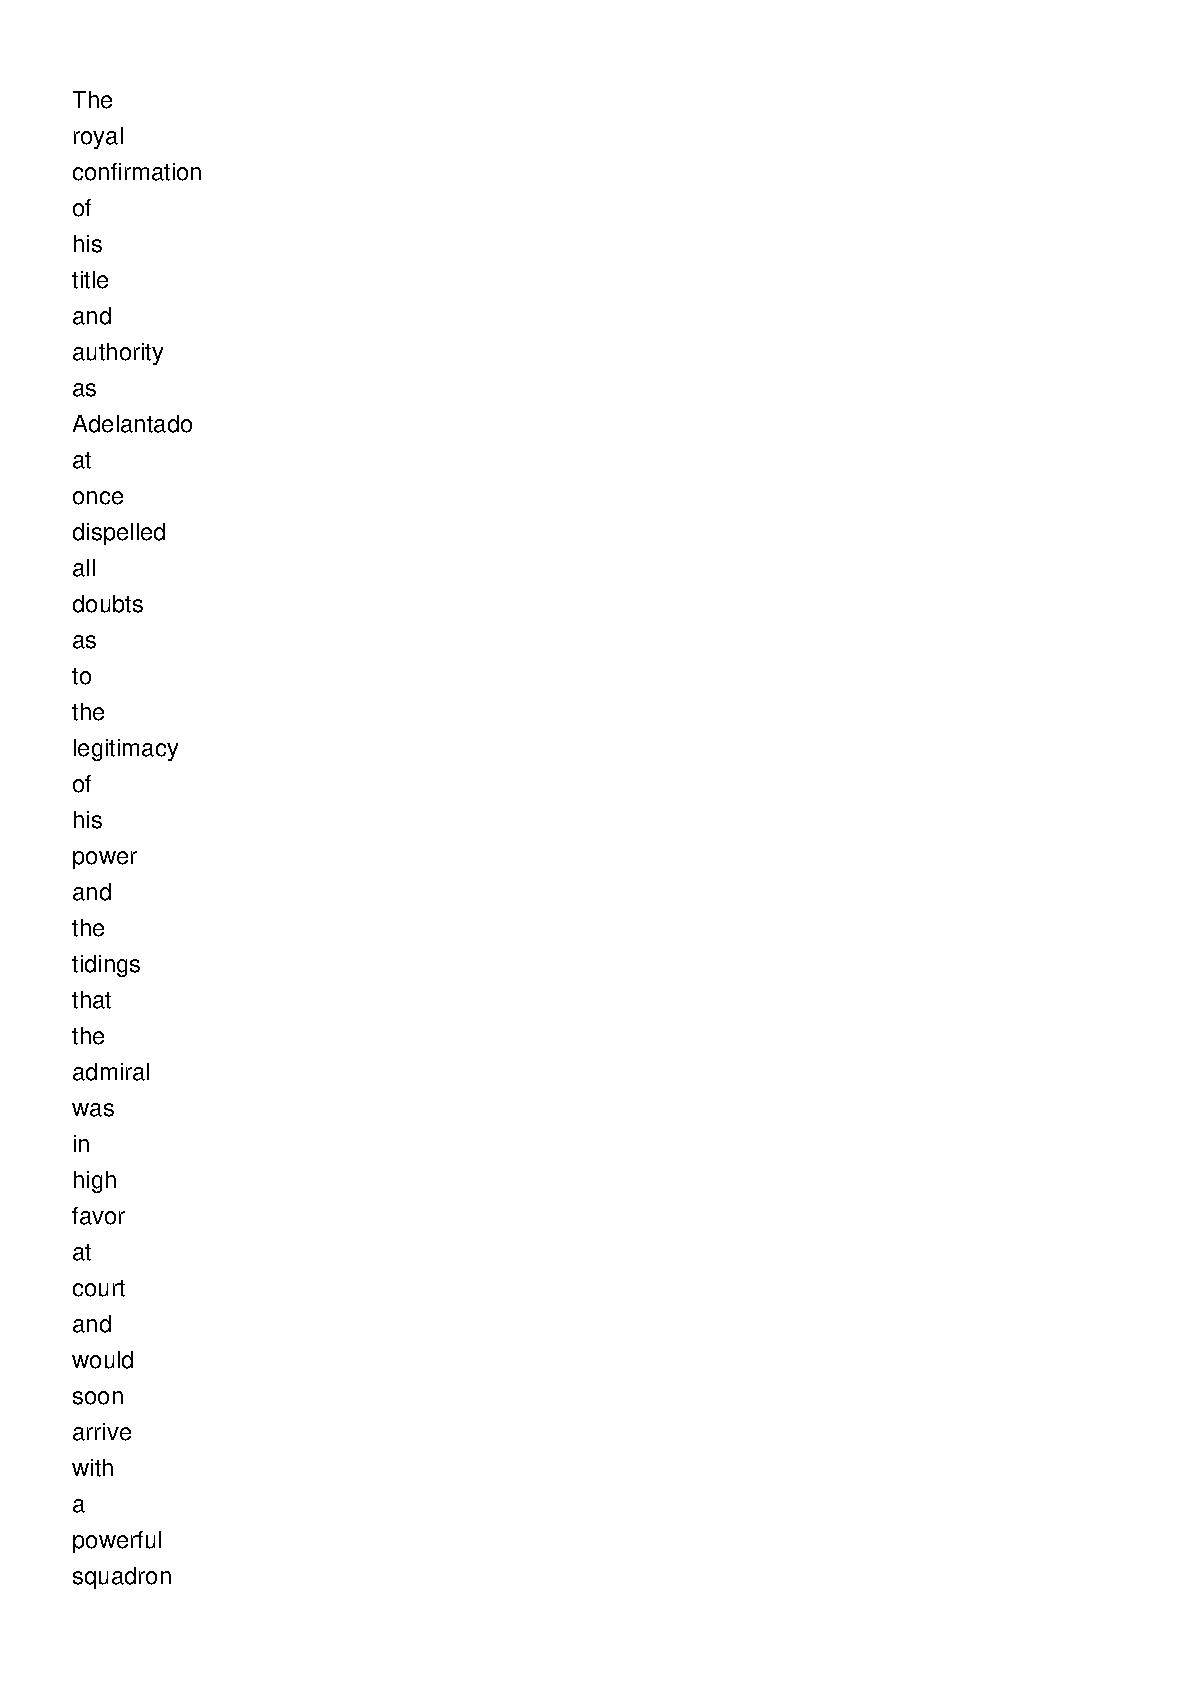 The
royal
confirmation
of
his
title
and
authority
as
Adelantado
at
once
dispelled
all
doubts
as
to
the
legitimacy
of
his
power
and
the
tidings
that
the
admiral
was
in
high
favor
at
court
and
would
soon
arrive
with
a
powerful
squadron